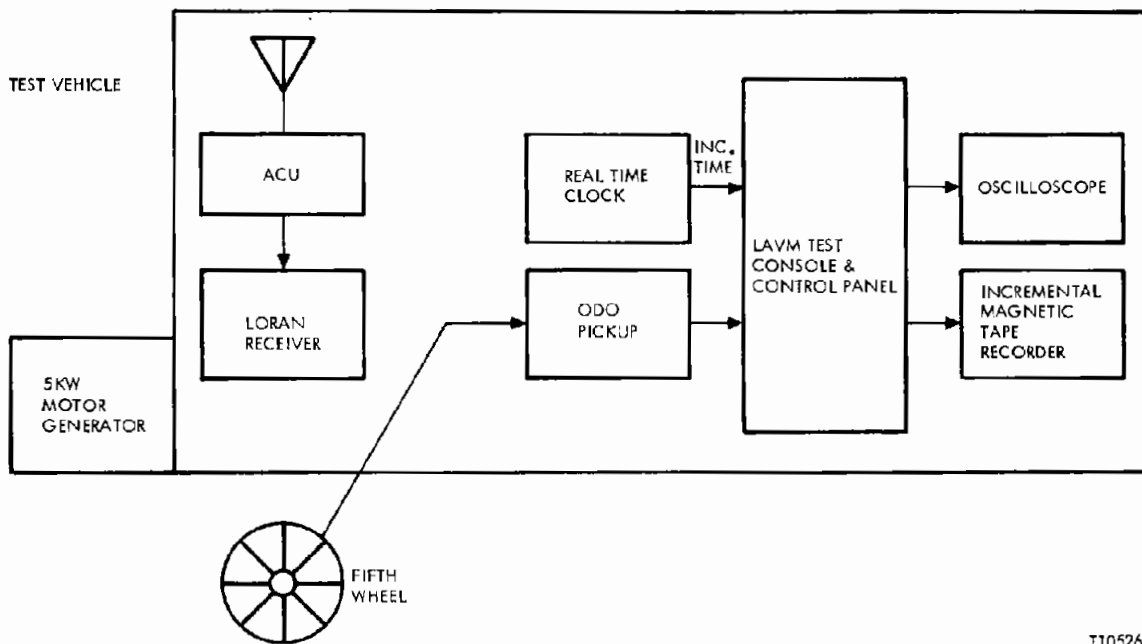 TEST VEHICLE
ACU
LORAN
RECEIVER
5KW
MOTOR
GENERATOR
REAL TIME
CLOCK
INC.
TIME
ODO
PICKUP
LAVM TEST
CONSOLE &
CONTROL PANEL
OSCILLOSCOPE
INCREMENTAL
MAGNETIC
TAPE
RECORDER
FIFTH
WHEEL
T10526